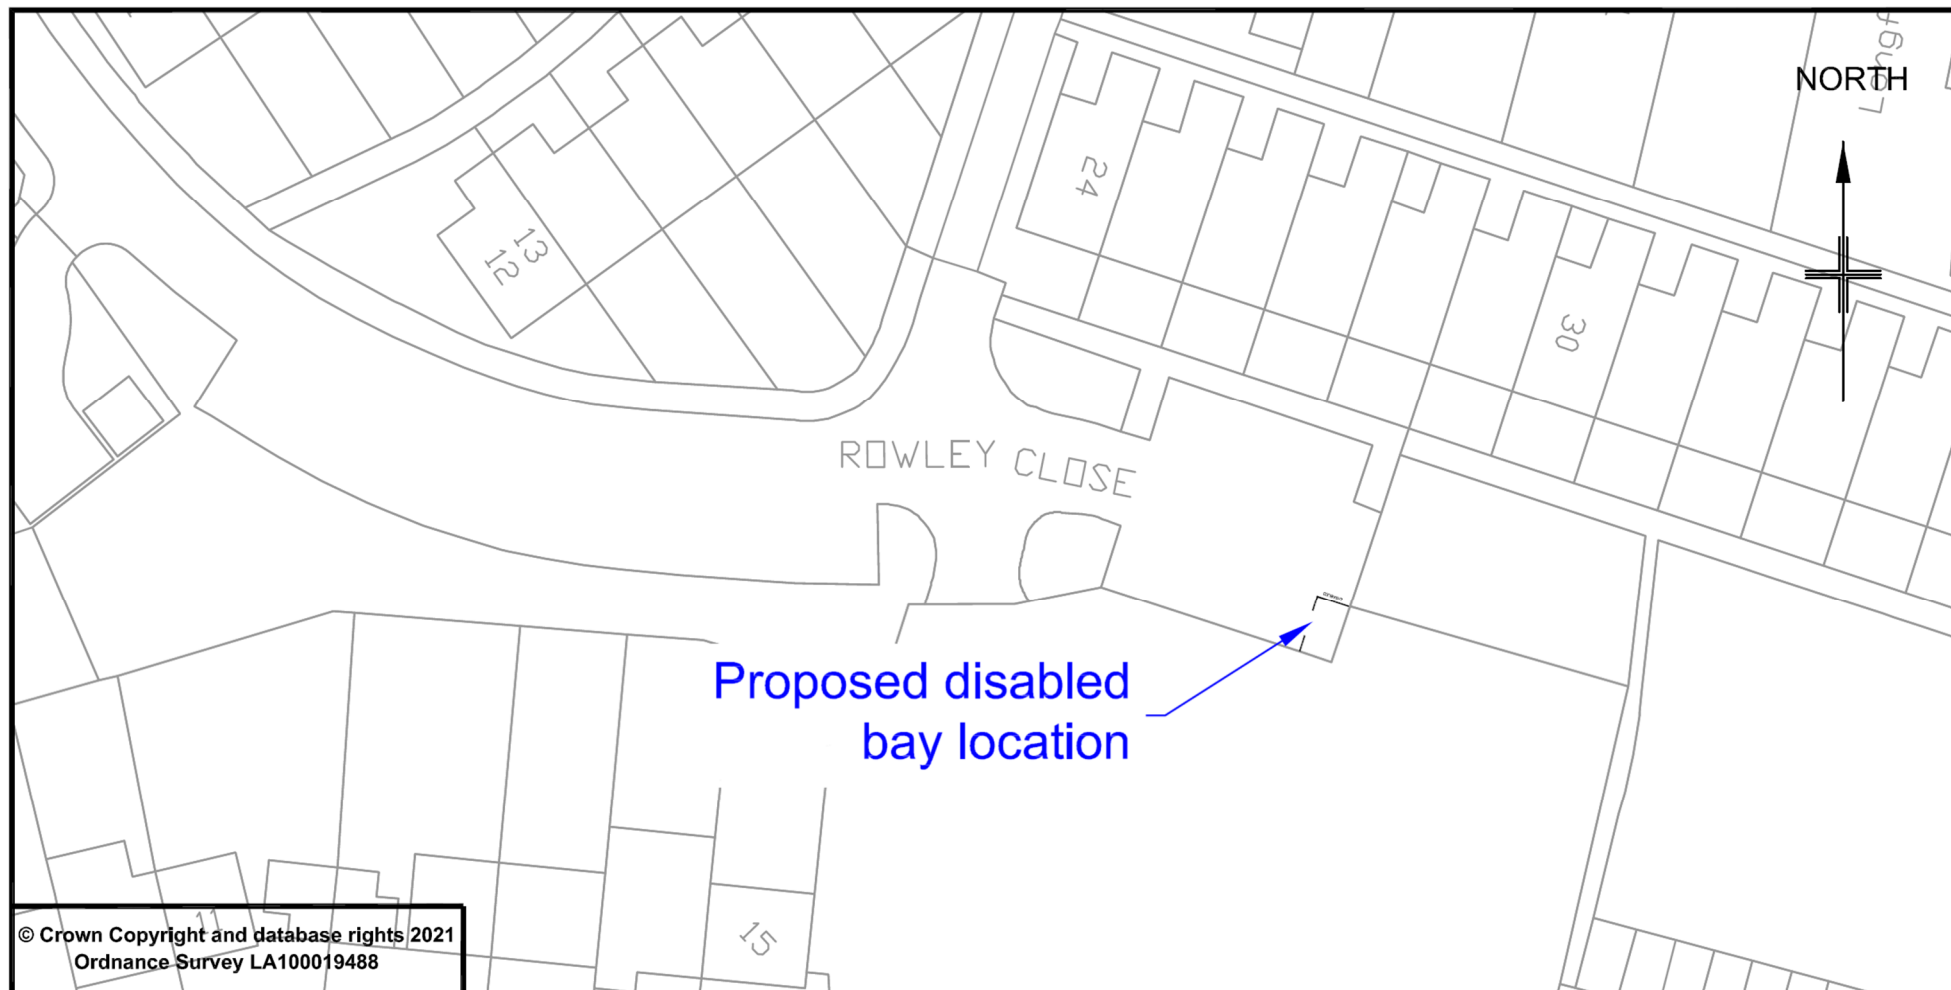 NORTH
24
13
12
30
ROWLEY CLOSE
Proposed disabled
bay location
11
15
© Crown Copyright and database rights 2021
Ordnance Survey LA100019488